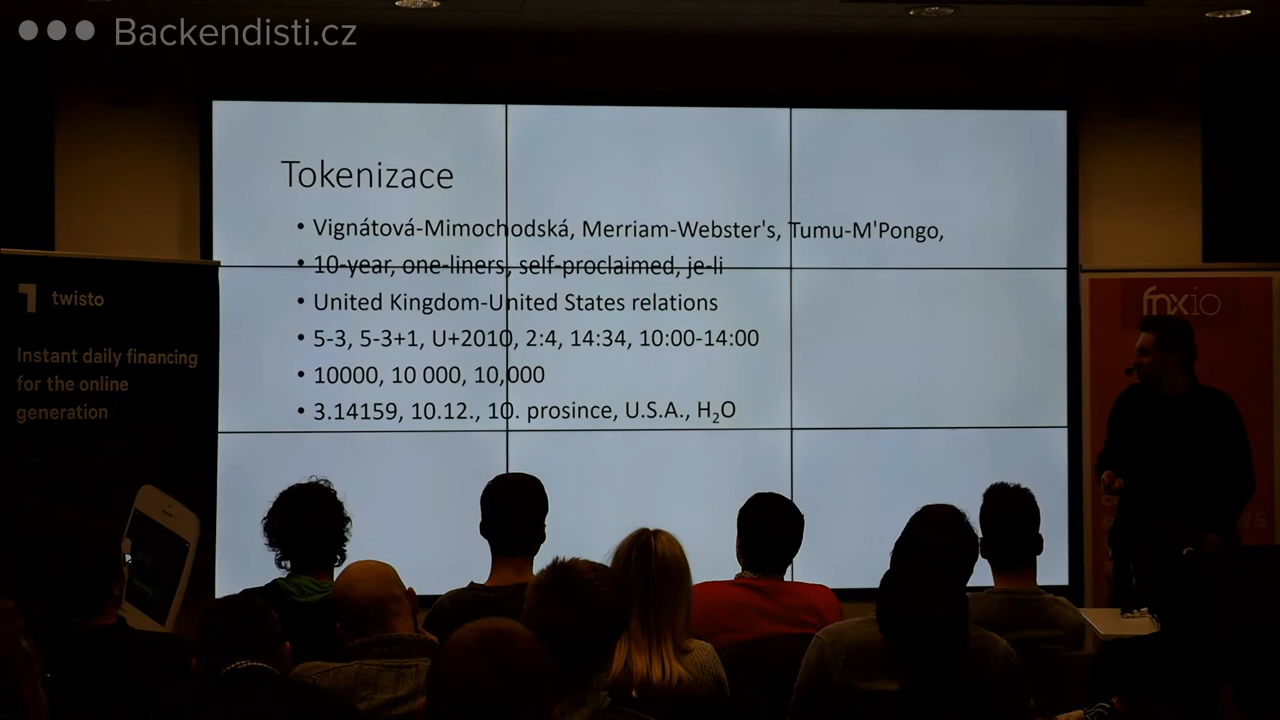 Backendisti.cz
Tokenizace
• Vignátová-Mimochodská, Merriam-Webster's, Tumu-M'Pongo,
• 10-year, one-liners, self-proclaimed, je-li
• United Kingdom-United States relations
• 5-3, 5-3+1, U+2010, 2:4, 14:34, 10:00-14:00
• 10000, 10 000, 10,000
• 3.14159, 10.12., 10. prosince, U.S.A., H₂O
twisto
Instant daily financing
for the online
generation
fnxio